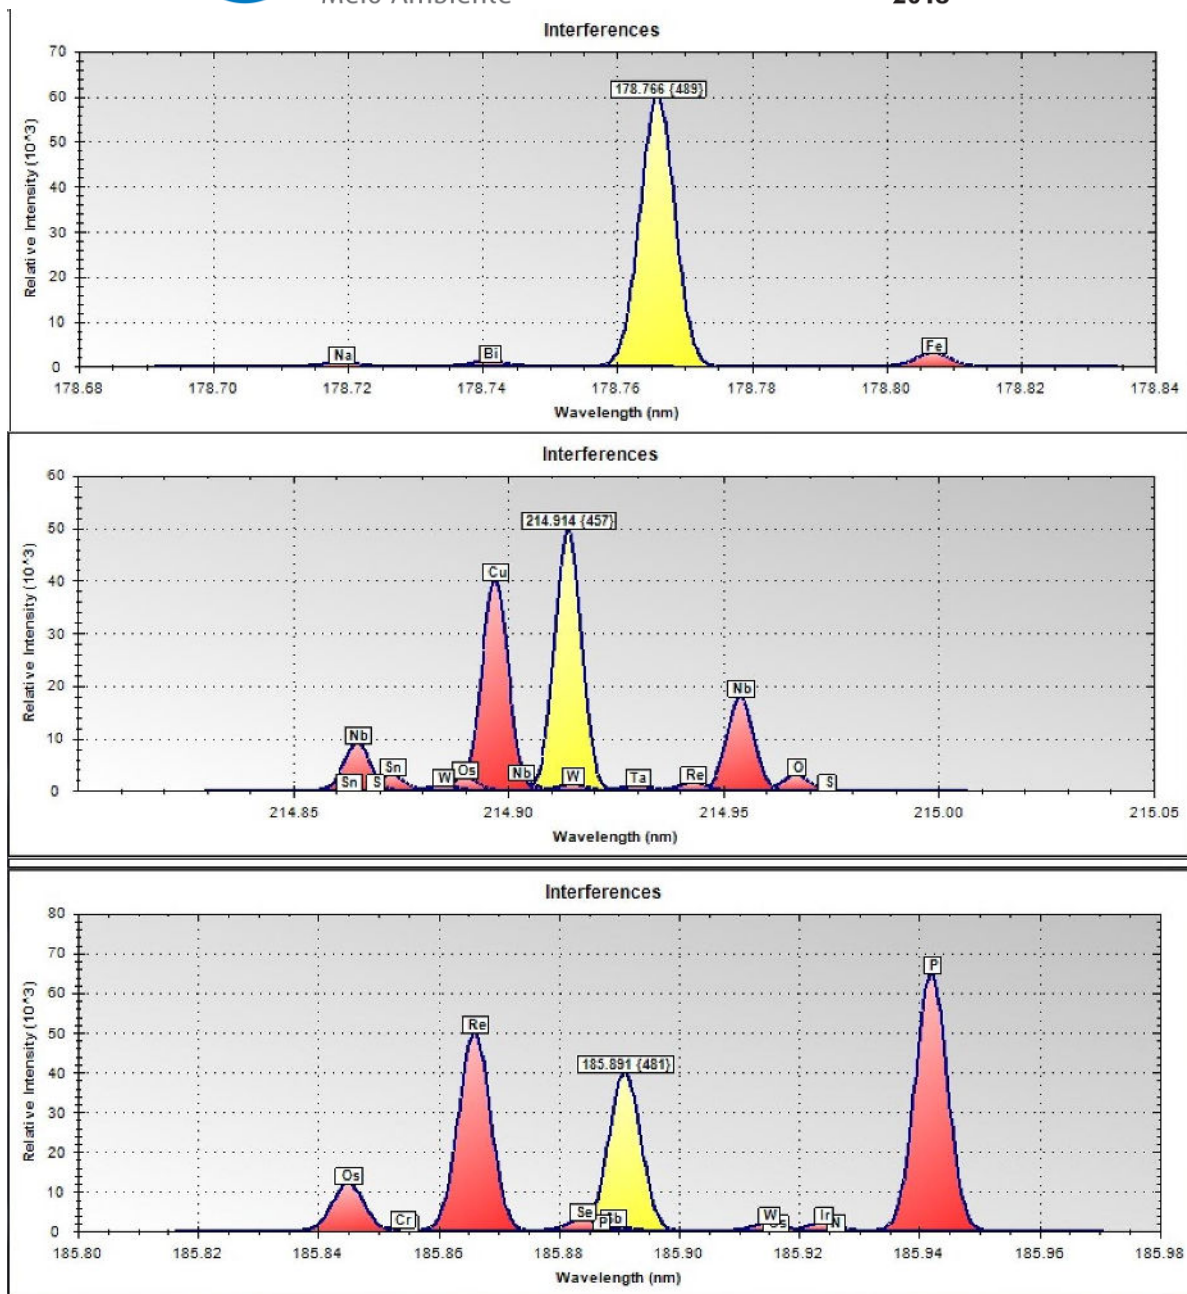 Meio Ambiente
2018
Interferences
Relative Intensity (10^3)
70
60
50
40
30
20
10
0
178.766 {489}
Na
Bi
Fe
178.68 178.70 178.72 178.74 178.76 178.78 178.80 178.82 178.84
Wavelength (nm)
Interferences
Relative Intensity (10^3)
60
50
40
30
20
10
0
214.914 {457}
Cu
Nb
Nb
Sn
Sn
S
W
Os
Nb
W
Ta
Re
O
S
214.85 214.90 214.95 215.00 215.05
Wavelength (nm)
Interferences
Relative Intensity (10^3)
80
70
60
50
40
30
20
10
0
P
Re
185.891 {481}
Os
Cr
Se
P
W
Ir
N
185.80 185.82 185.84 185.86 185.88 185.90 185.92 185.94 185.96 185.98
Wavelength (nm)